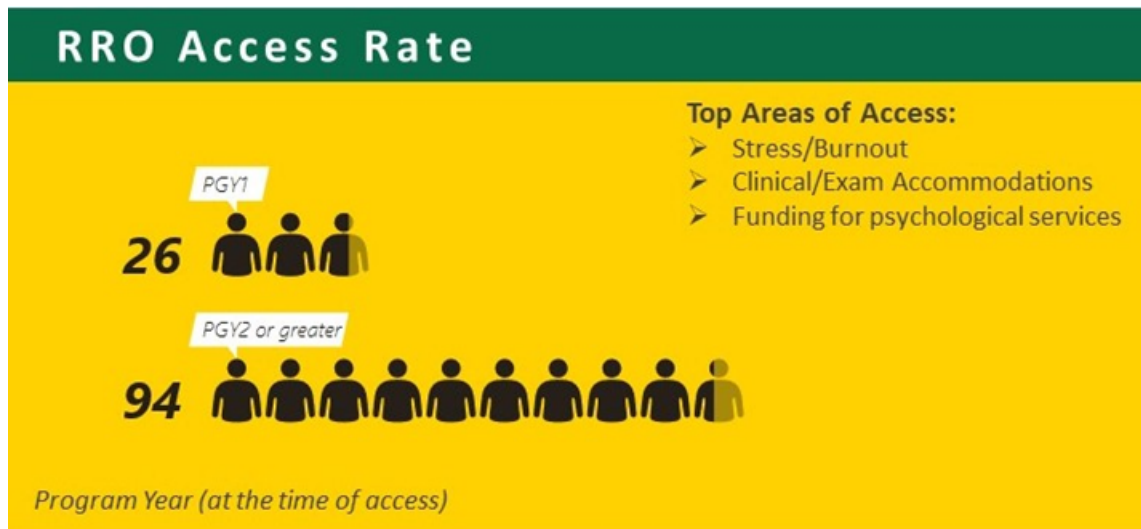 RRO Access Rate
Top Areas of Access:
➤ Stress/Burnout
➤ Clinical/Exam Accommodations
➤ Funding for psychological services
PGY1
26
PGY2 or greater
94
Program Year (at the time of access)